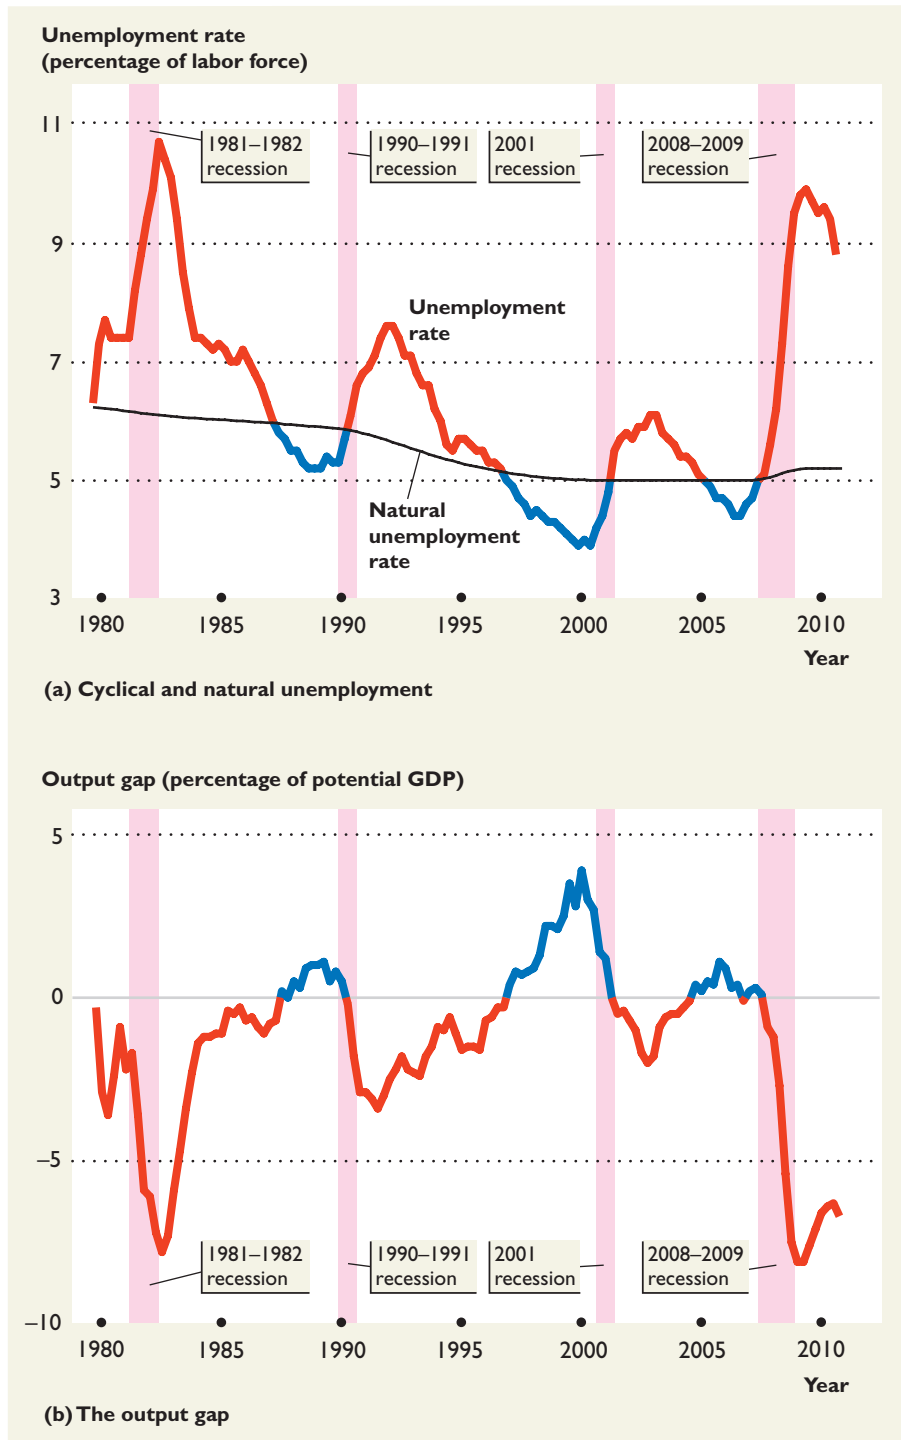 Unemployment rate
(percentage of labor force)
11
1981–1982
recession
1990–1991
recession
2001
recession
2008–2009
recession
9
Unemployment
rate
7
5
Natural
unemployment
rate
3
1980 1985 1990 1995 2000 2005 2010
Year
(a) Cyclical and natural unemployment
Output gap (percentage of potential GDP)
5
0
–5
1981–1982
recession
1990–1991
recession
2001
recession
2008–2009
recession
–10
1980 1985 1990 1995 2000 2005 2010
Year
(b) The output gap